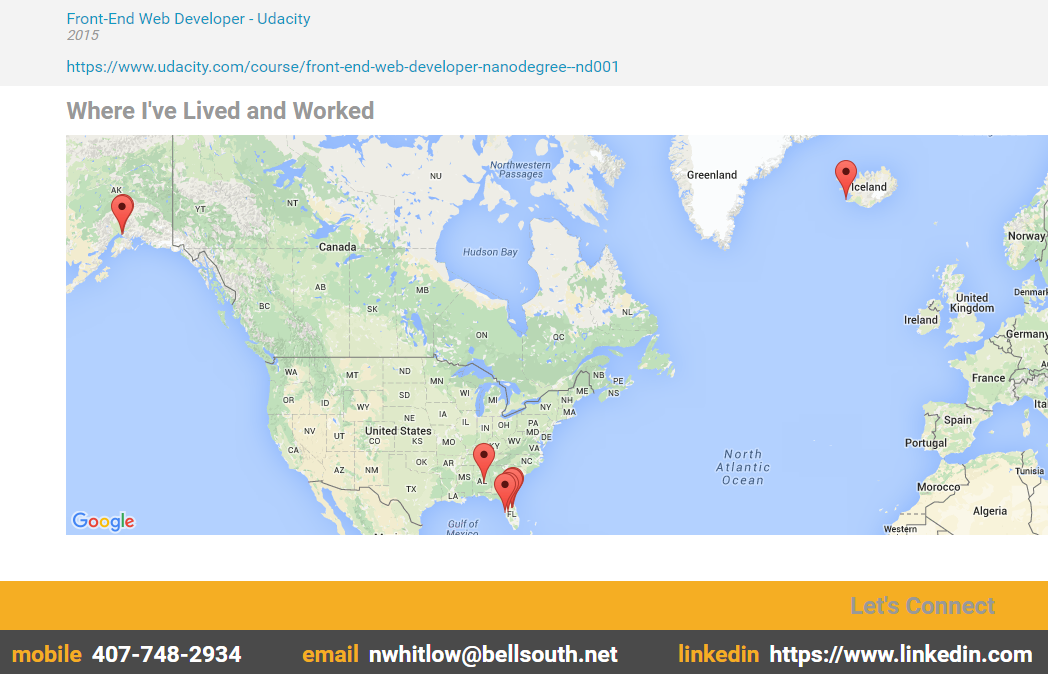 Front-End Web Developer - Udacity
2015
https://www.udacity.com/course/front-end-web-developer-nanodegree--nd001
Where I've Lived and Worked
Northwestern
Passages
Greenland
Iceland
AK
NU
YT
NT
Canada
Hudson Bay
Norway
AB
MB
BC
SK
NL
ON
QC
United
Kingdom
Denmark
Ireland
Germany
WA
MT
ND
MN
NB
PE
NS
France
OR
ID
WY
SD
WI
MI
ME
NH
MA
NY
Spain
Portugal
NV
UT
NE
IA
IL
IN
OH
PA
MD
DE
United States
CO
KS
MO
KY
WV
VA
CA
AZ
NM
OK
AR
NC
TX
LA
MS
AL
FL
North
Atlantic
Ocean
Morocco
Tunisia
Algeria
Western
Gulf of
Mexico
Google
Let's Connect
mobile 407-748-2934 email nwhitlow@bellsouth.net linkedin https://www.linkedin.com